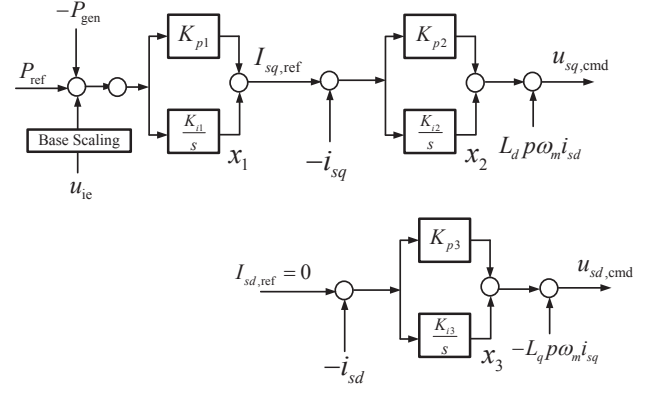 −P_gen
K_p1
K_p2
P_ref
I_sq,ref
u_sq,cmd
Base Scaling
K_i1/s
K_i2/s
x_1
−i_sq
x_2
L_d pω_m i_sd
u_ie
K_p3
I_sd,ref = 0
u_sd,cmd
K_i3/s
−i_sd
x_3
−L_q pω_m i_sq